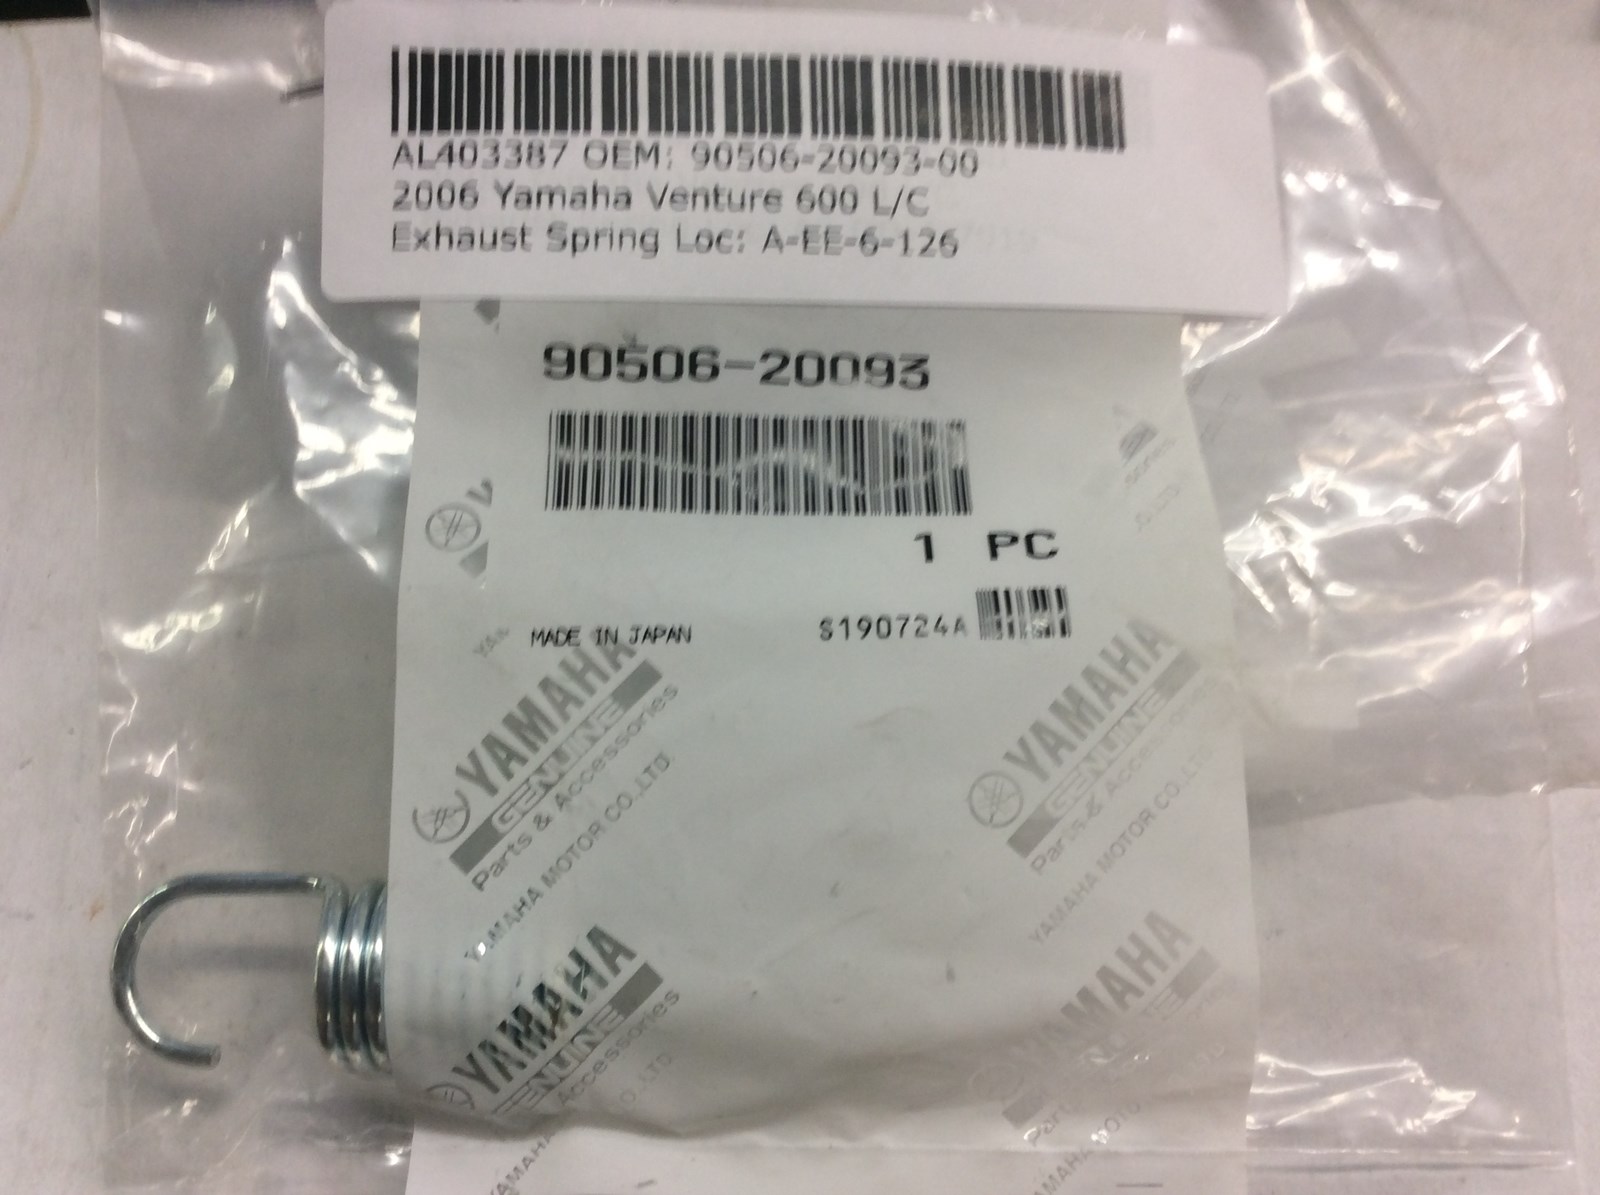 AL403387 OEM: 90506-20093-00
2006 Yamaha Venture 600 L/C
Exhaust Spring Loc: A-EE-6-126
90506-20093
1 PC
MADE IN JAPAN
S190724A
YAMAHA
GENUINE
Parts & Accessories
YAMAHA MOTOR CO.,LTD.
YAMAHA
GENUINE
Parts & Accessories
YAMAHA MOTOR CO.,LTD.
YAMAHA
GENUINE
Accessories
YAMAHA